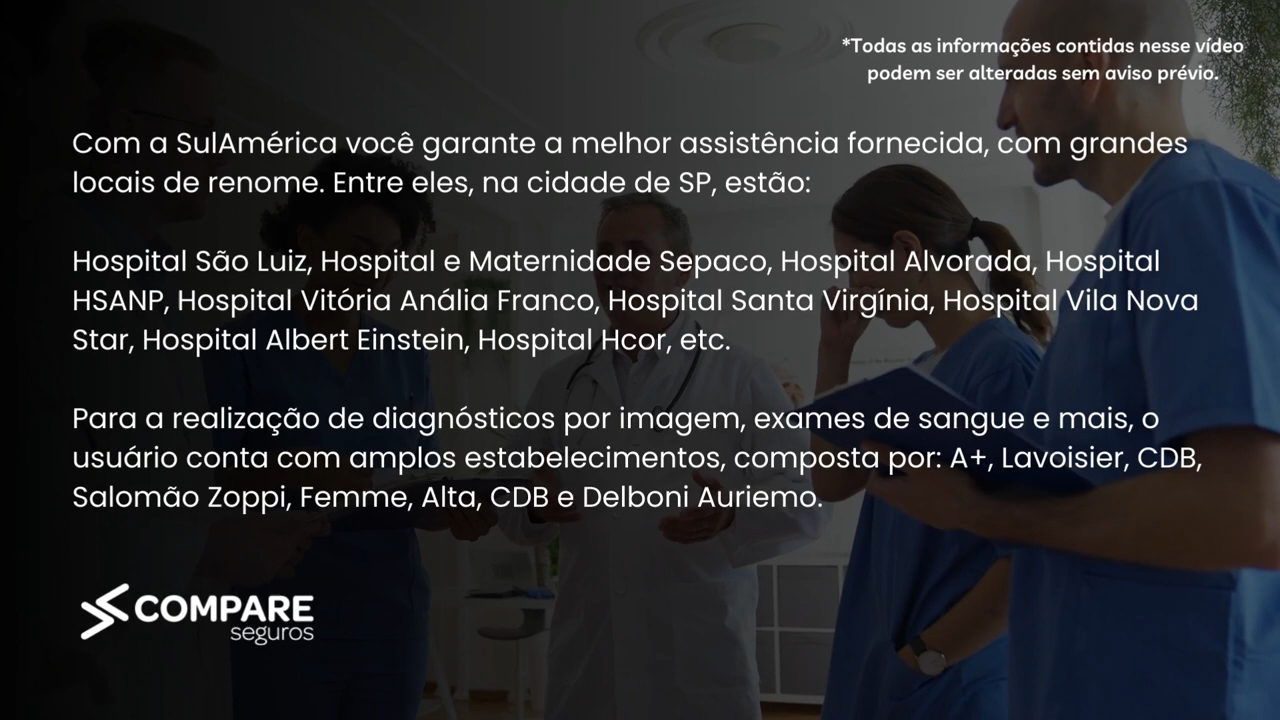 *Todas as informações contidas nesse vídeo
podem ser alteradas sem aviso prévio.
Com a SulAmérica você garante a melhor assistência fornecida, com grandes
locais de renome. Entre eles, na cidade de SP, estão:
Hospital São Luiz, Hospital e Maternidade Sepaco, Hospital Alvorada, Hospital
HSANP, Hospital Vitória Anália Franco, Hospital Santa Virgínia, Hospital Vila Nova
Star, Hospital Albert Einstein, Hospital Hcor, etc.
Para a realização de diagnósticos por imagem, exames de sangue e mais, o
usuário conta com amplos estabelecimentos, composta por: A+, Lavoisier, CDB,
Salomão Zoppi, Femme, Alta, CDB e Delboni Auriemo.
COMPARE
seguros